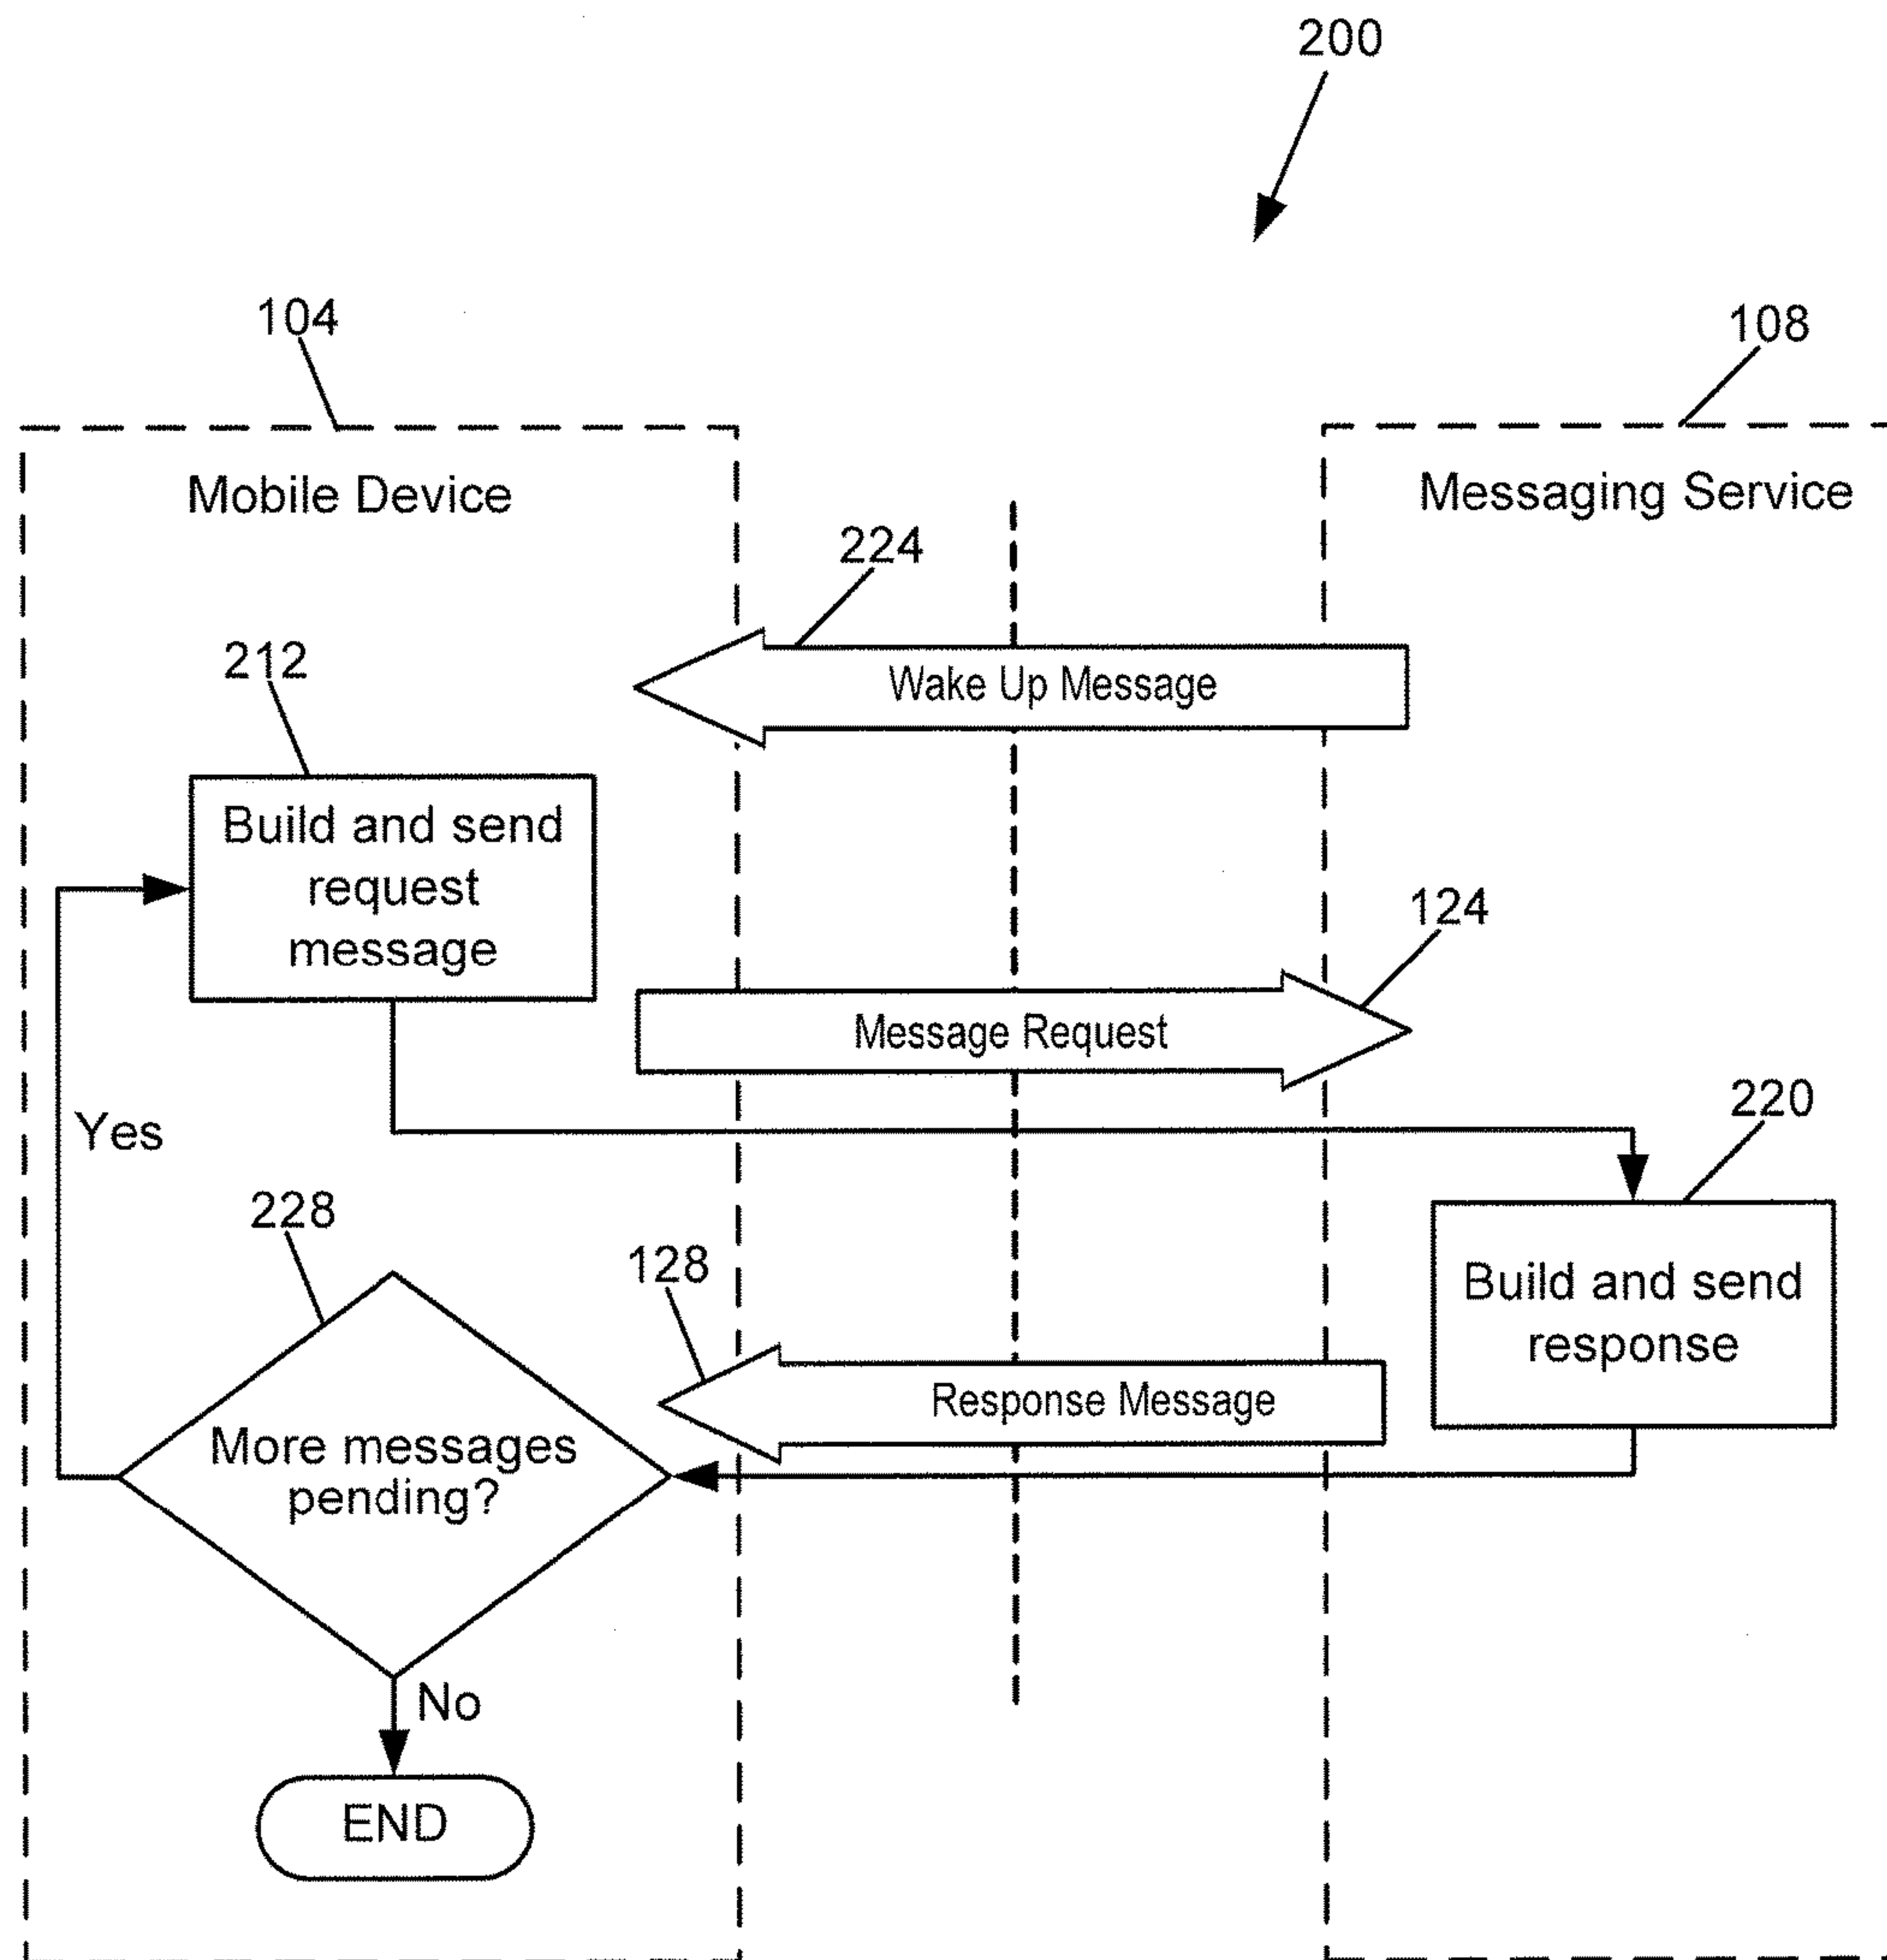 200
104
108
Mobile Device
Messaging Service
224
Wake Up Message
212
Build and send
request
message
124
Message Request
Yes
220
228
128
Build and send
response
Response Message
More messages
pending?
No
END